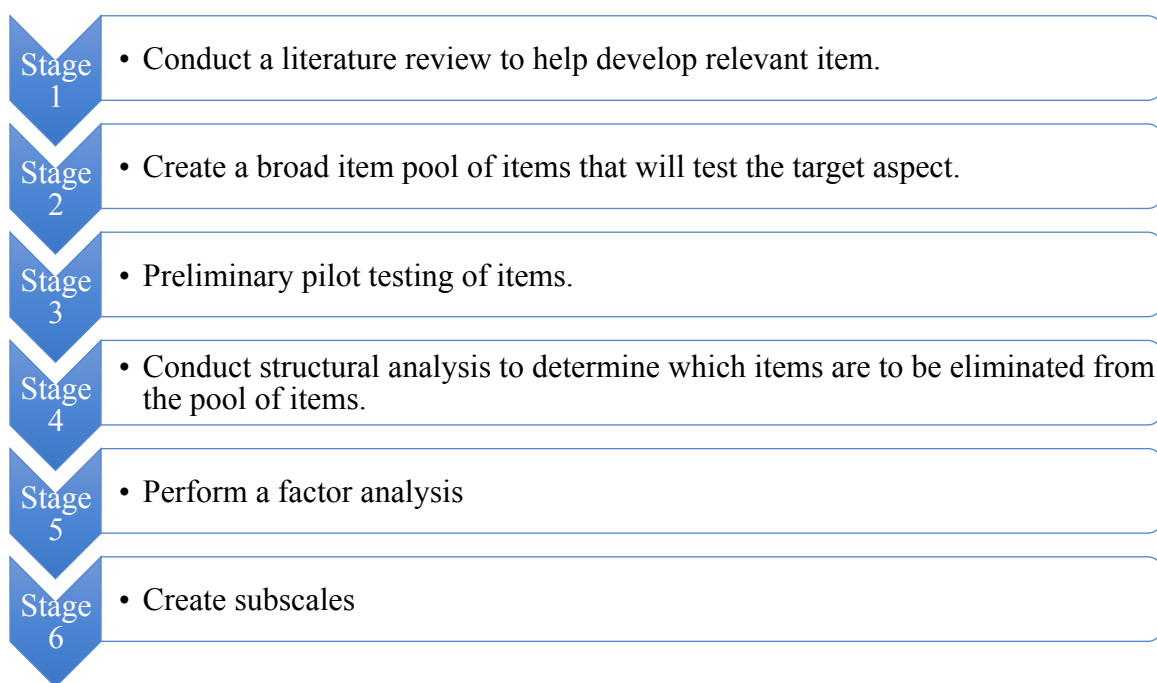 Stage
1
• Conduct a literature review to help develop relevant item.
Stage
2
• Create a broad item pool of items that will test the target aspect.
Stage
3
• Preliminary pilot testing of items.
Stage
4
• Conduct structural analysis to determine which items are to be eliminated from
the pool of items.
Stage
5
• Perform a factor analysis
Stage
6
• Create subscales